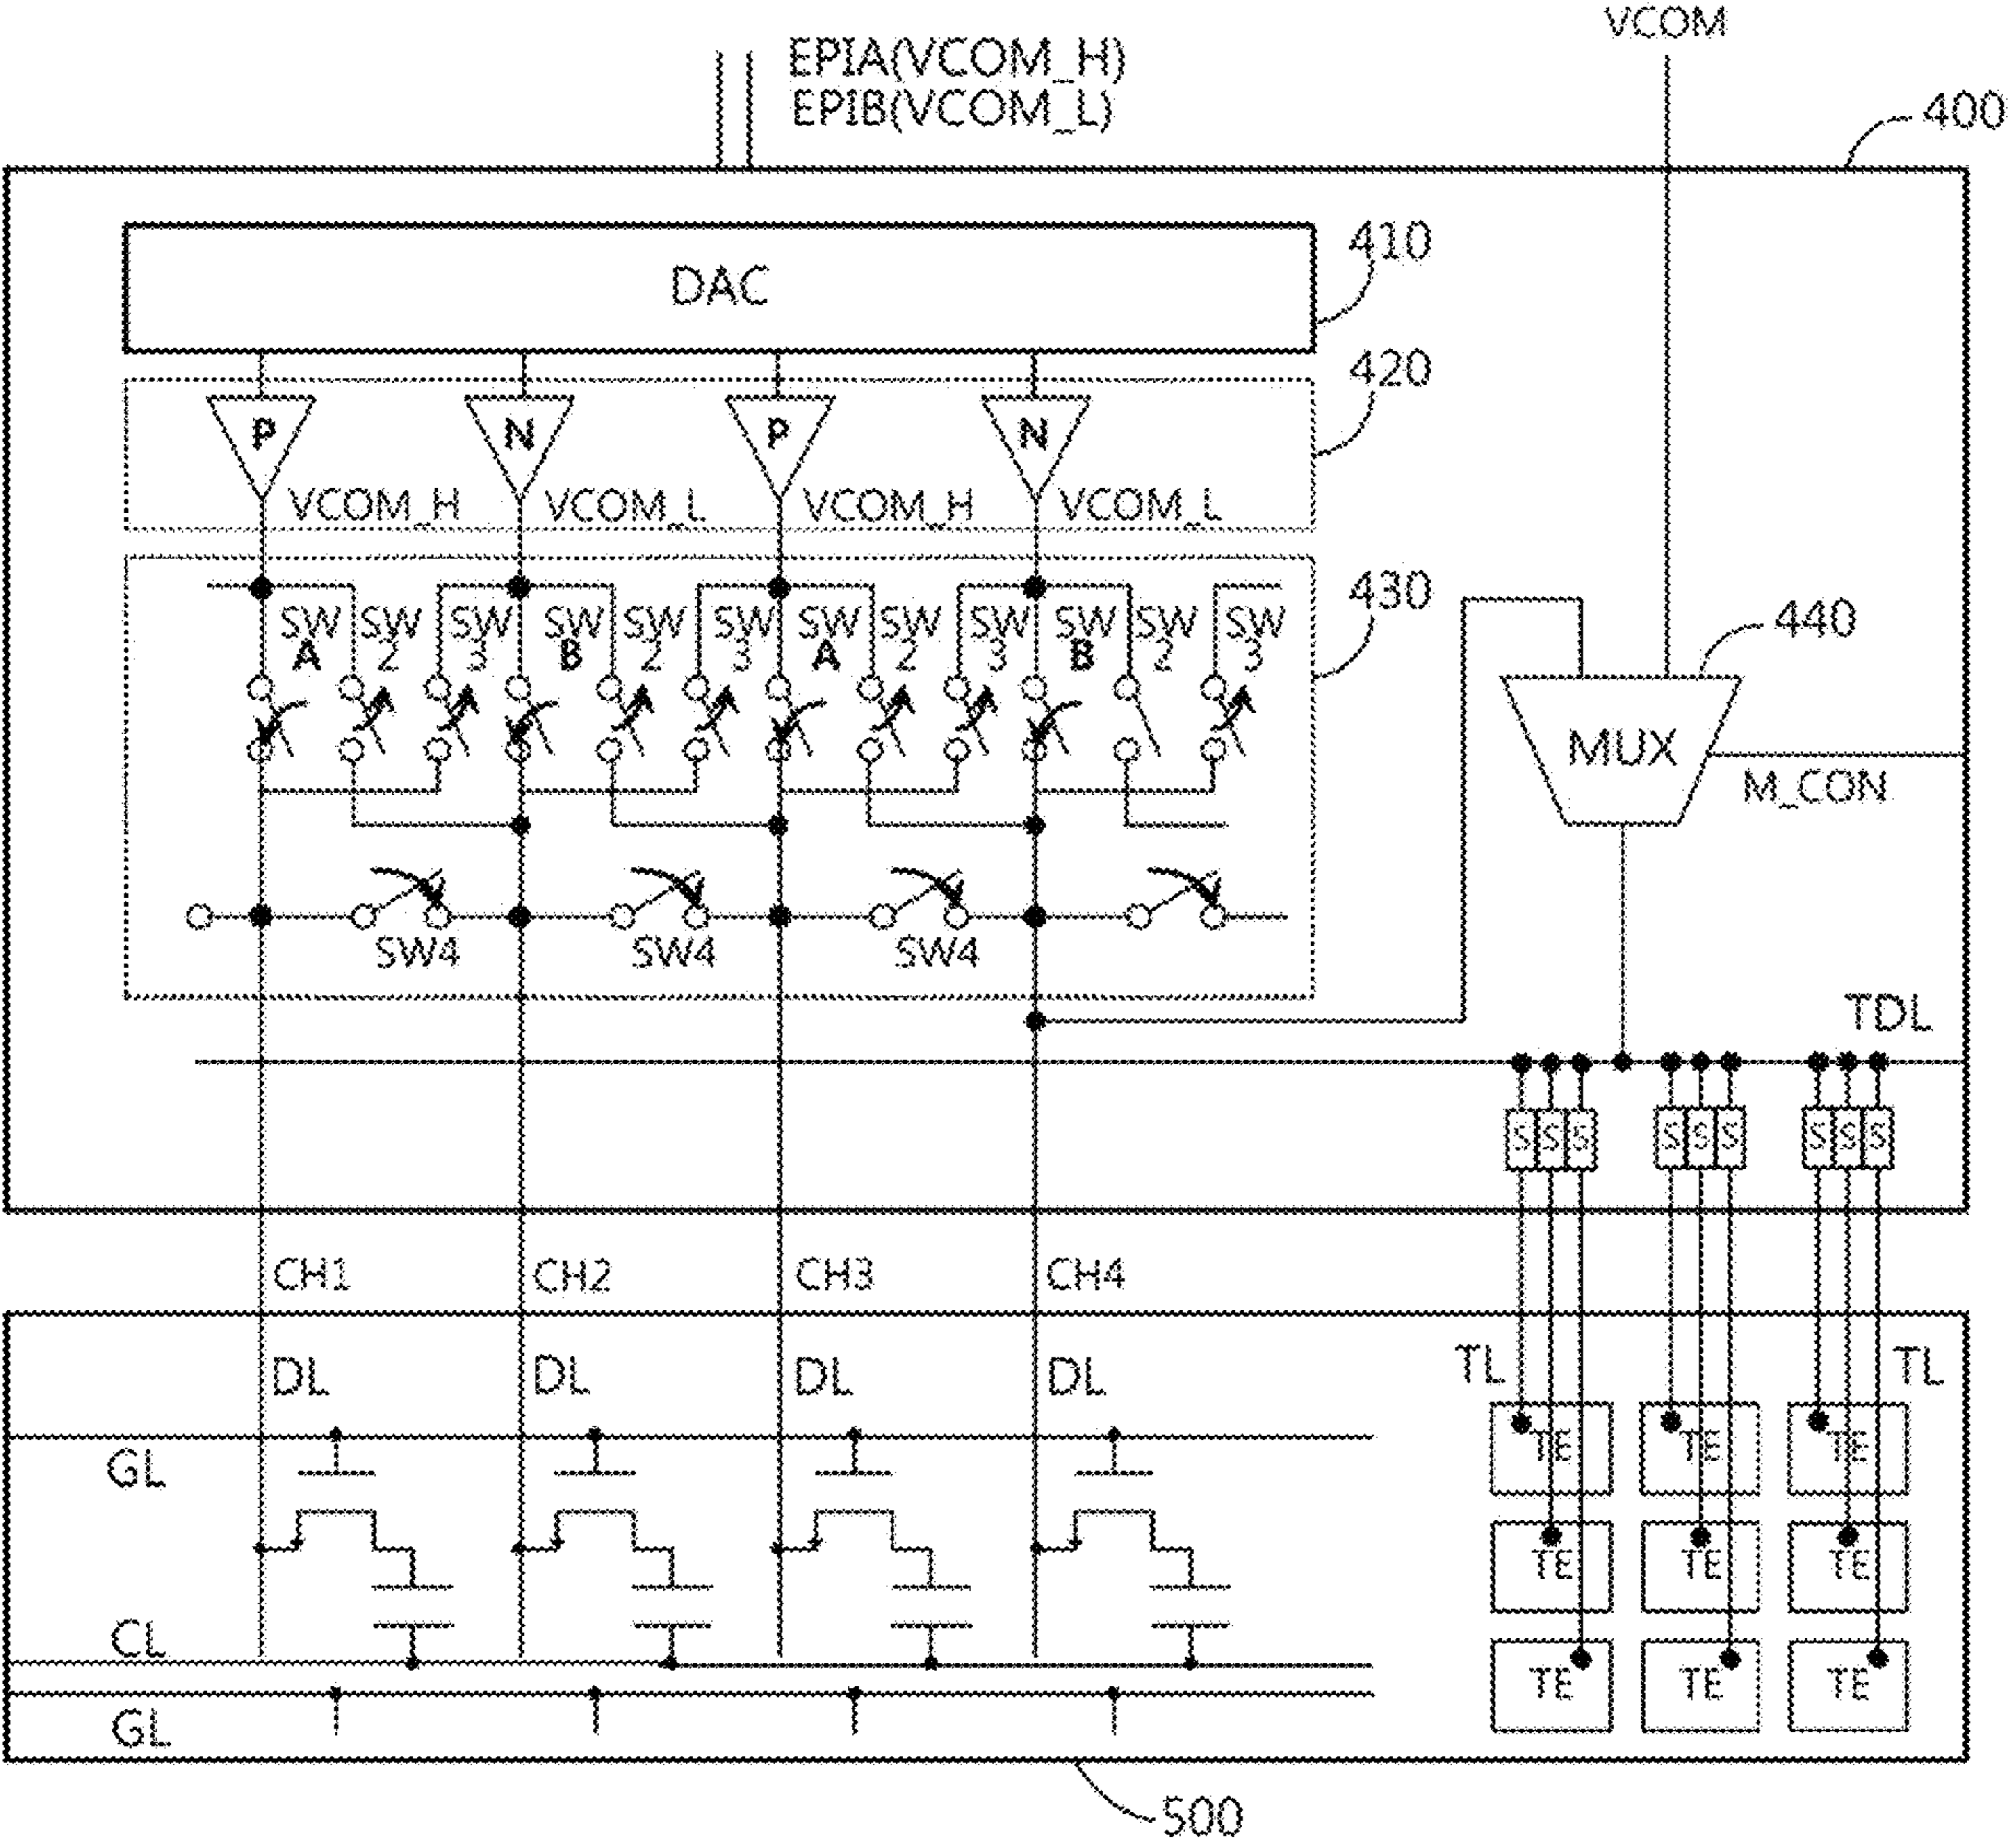 VCOM
EPIA(VCOM_H)
EPIB(VCOM_L)
400
410
DAC
420
P N P N
VCOM_H VCOM_L VCOM_H VCOM_L
430
SW SW SW SW SW SW SW SW SW SW SW SW
A 2 3 B 2 3 A 2 3 B 2 3
440
MUX
M_CON
SW4 SW4 SW4
TDL
S S S S S S S S S
CH1 CH2 CH3 CH4
DL DL DL DL TL TL
GL
TE TE TE
TE TE TE
CL
TE TE TE
GL
500